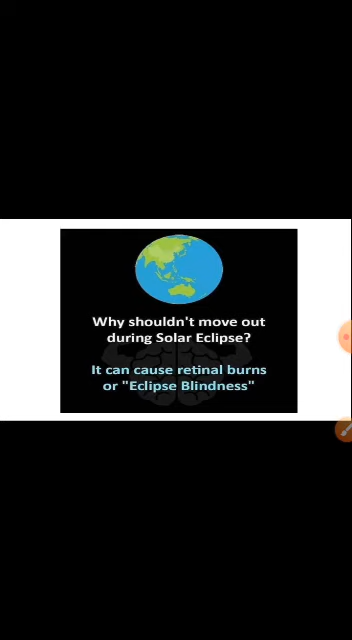 Why shouldn't move out
during Solar Eclipse?
It can cause retinal burns
or "Eclipse Blindness"